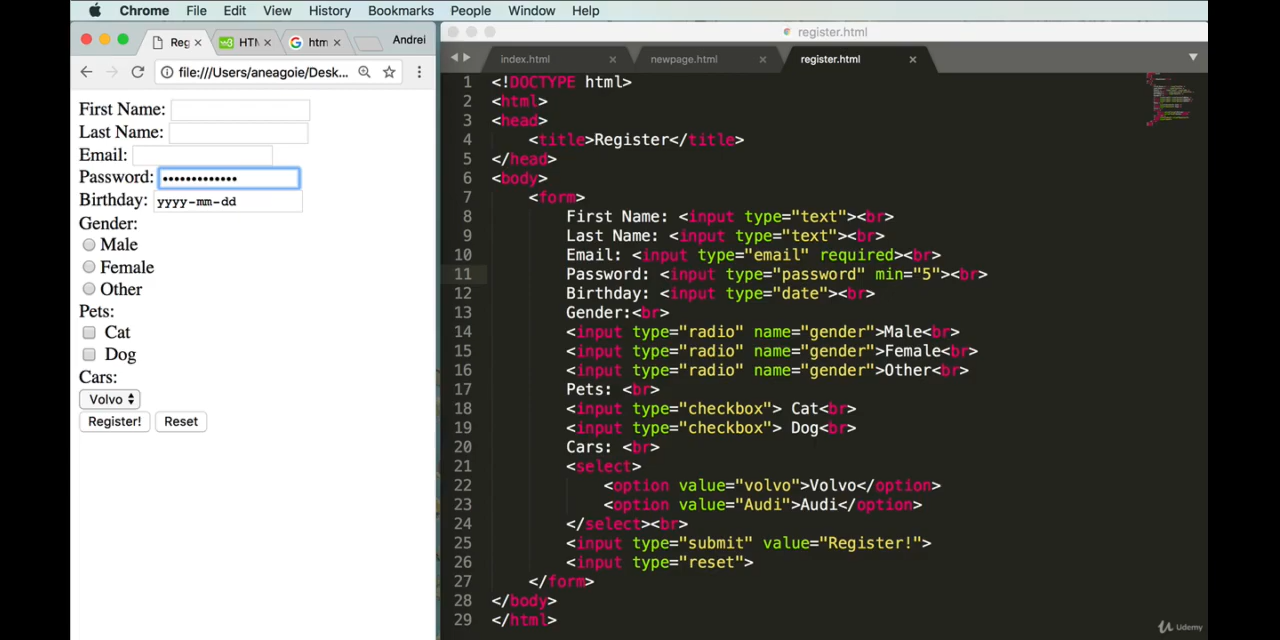 Chrome File Edit View History Bookmarks People Window Help
Reg × HTM × htm × Andrei
file:///Users/aneagoie/Desk...
First Name:
Last Name:
Email:
Password: •••••••••••••
Birthday: yyyy-mm-dd
Gender:
Male
Female
Other
Pets:
Cat
Dog
Cars:
Volvo
Register! Reset
register.html
index.html × newpage.html × register.html ×
1 <!DOCTYPE html>
2 <html>
3 <head>
4 <title>Register</title>
5 </head>
6 <body>
7 <form>
8 First Name: <input type="text"><br>
9 Last Name: <input type="text"><br>
10 Email: <input type="email" required><br>
11 Password: <input type="password" min="5"><br>
12 Birthday: <input type="date"><br>
13 Gender:<br>
14 <input type="radio" name="gender">Male<br>
15 <input type="radio" name="gender">Female<br>
16 <input type="radio" name="gender">Other<br>
17 Pets: <br>
18 <input type="checkbox"> Cat<br>
19 <input type="checkbox"> Dog<br>
20 Cars: <br>
21 <select>
22 <option value="volvo">Volvo</option>
23 <option value="Audi">Audi</option>
24 </select><br>
25 <input type="submit" value="Register!">
26 <input type="reset">
27 </form>
28 </body>
29 </html>
Udemy